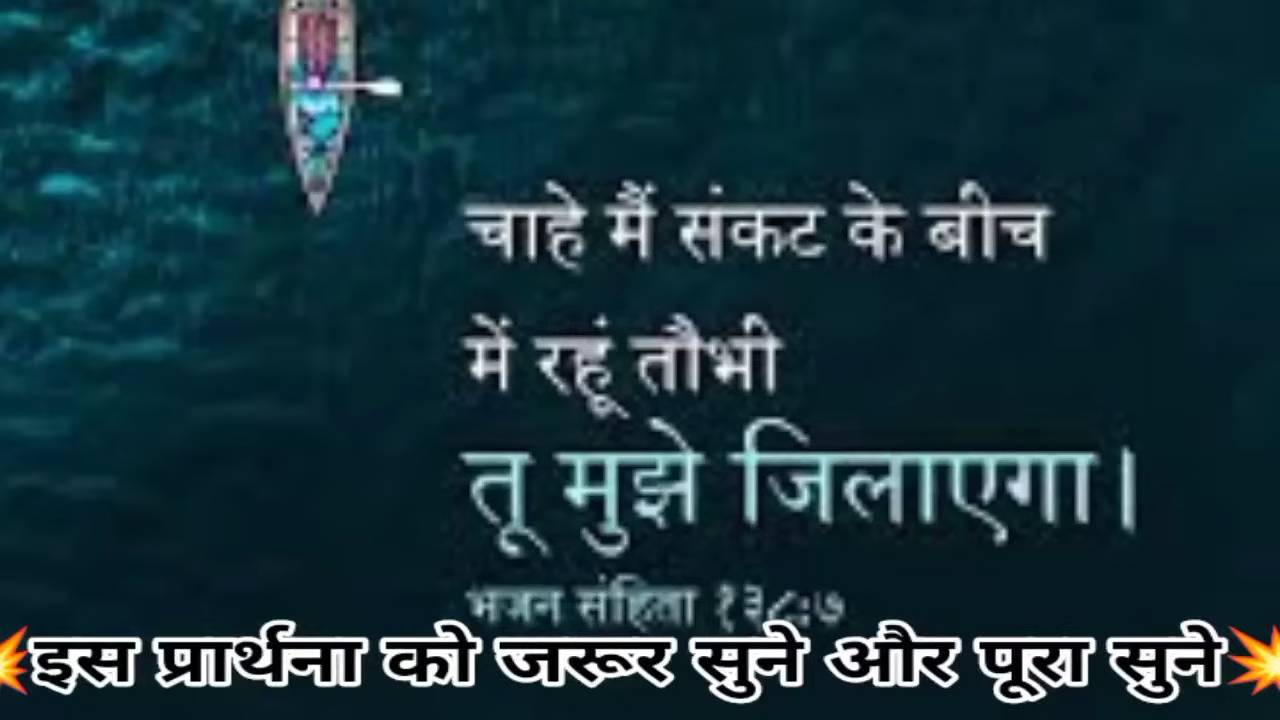 चाहे मैं संकट के बीच
में रहूं तौभी
तू मुझे जिलाएगा।
भजन संहिता १३८:७
💥इस प्रार्थना को जरूर सुने और पूरा सुने💥